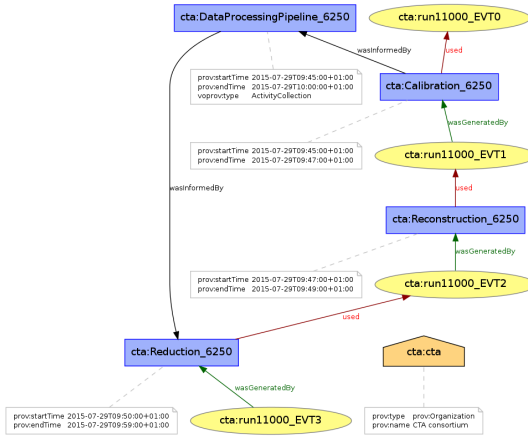 cta:DataProcessingPipeline_6250
cta:run11000_EVT0
wasInformedBy
used
prov:startTime 2015-07-29T09:45:00+01:00
prov:endTime 2015-07-29T10:00:00+01:00
voprov:type ActivityCollection
cta:Calibration_6250
wasGeneratedBy
prov:startTime 2015-07-29T09:45:00+01:00
prov:endTime 2015-07-29T09:47:00+01:00
cta:run11000_EVT1
wasInformedBy
used
cta:Reconstruction_6250
wasGeneratedBy
prov:startTime 2015-07-29T09:47:00+01:00
prov:endTime 2015-07-29T09:49:00+01:00
cta:run11000_EVT2
used
cta:Reduction_6250
cta:cta
wasGeneratedBy
prov:startTime 2015-07-29T09:50:00+01:00
prov:endTime 2015-07-29T09:59:00+01:00
cta:run11000_EVT3
prov:type prov:Organization
prov:name CTA consortium